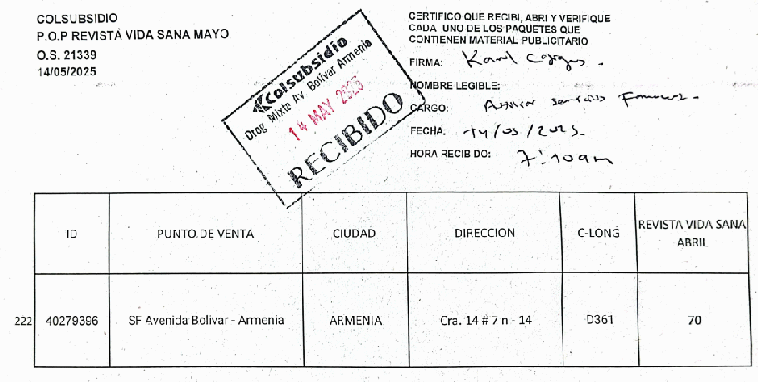 COLSUBSIDIO
P.O.P REVISTA VIDA SANA MAYO
O.S. 21339
14/05/2025
Colsubsidio
Drog Mixta Av. Bolivar Armenia
14 MAY 2025
RECIBIDO
CERTIFICO QUE RECIBI, ABRI Y VERIFIQUE
CADA UNO DE LOS PAQUETES QUE
CONTIENEN MATERIAL PUBLICITARIO
FIRMA:
NOMBRE LEGIBLE:
CARGO:
FECHA: 14/05/2025.
HORA RECIBIDO: 7:10am
ID PUNTO DE VENTA CIUDAD DIRECCION C-LONG REVISTA VIDA SANA
ABRIL
222 40279396 SF Avenida Bolivar - Armenia ARMENIA Cra. 14 # 7 n - 14 D361 70